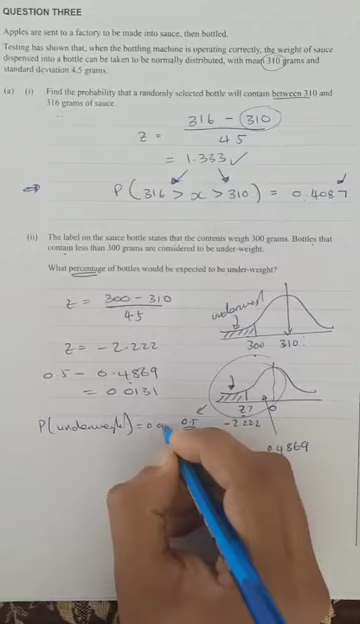 QUESTION THREE
Apples are sent to a factory to be made into sauce, then bottled.
Testing has shown that, when the bottling machine is operating correctly, the weight of sauce
dispensed into a bottle can be taken to be normally distributed, with mean 310 grams and
standard deviation 4.5 grams.
(a) (i) Find the probability that a randomly selected bottle will contain between 310 and
316 grams of sauce.
Z = 316 - 310
4.5
= 1.333 ✓
⇒ P(316 > x > 310) = 0.4087
(ii) The label on the sauce bottle states that the contents weigh 300 grams. Bottles that
contain less than 300 grams are considered to be under-weight.
What percentage of bottles would be expected to be under-weight?
Z = 300 - 310
4.5
underweight
300 310
Z = - 2.222
0.5 - 0.4869
= 0.0131
Z? 0
P(underweight) = 0.0
0.5
-2.222
0.4869